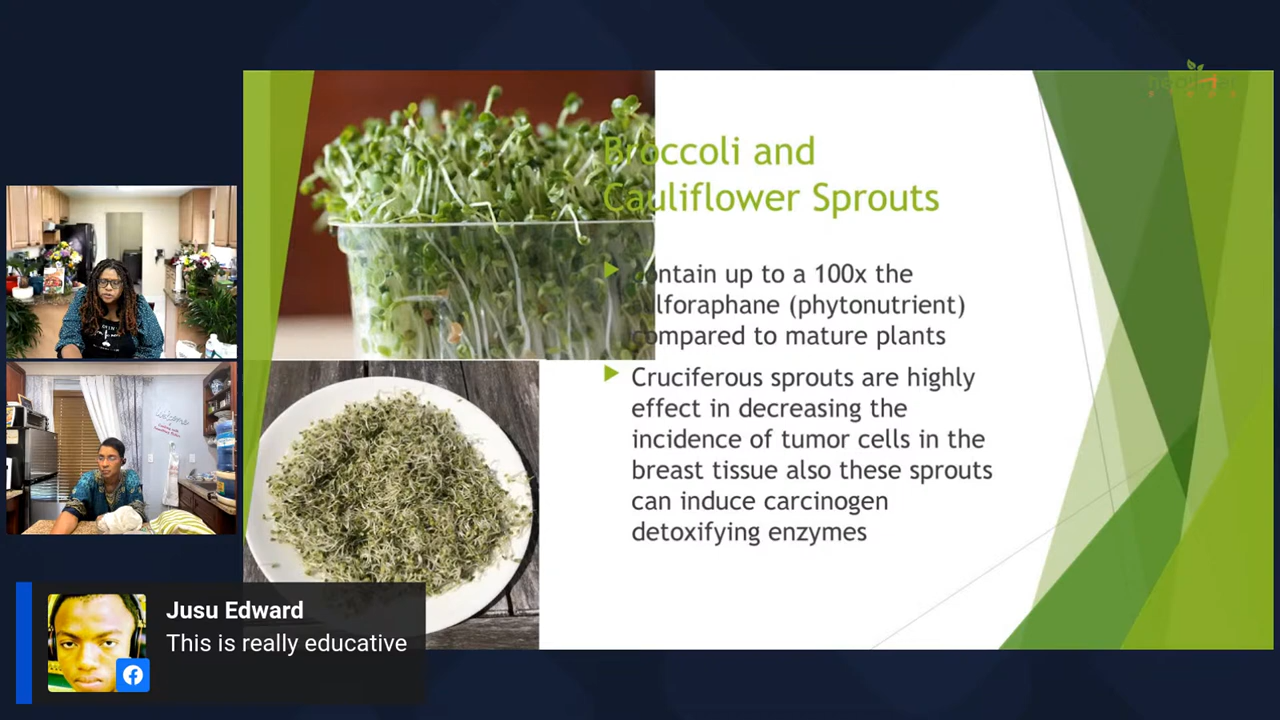 Broccoli and
Cauliflower Sprouts
Contain up to a 100x the
sulforaphane (phytonutrient)
compared to mature plants
Cruciferous sprouts are highly
effect in decreasing the
incidence of tumor cells in the
breast tissue also these sprouts
can induce carcinogen
detoxifying enzymes
Welcome
Jusu Edward
This is really educative